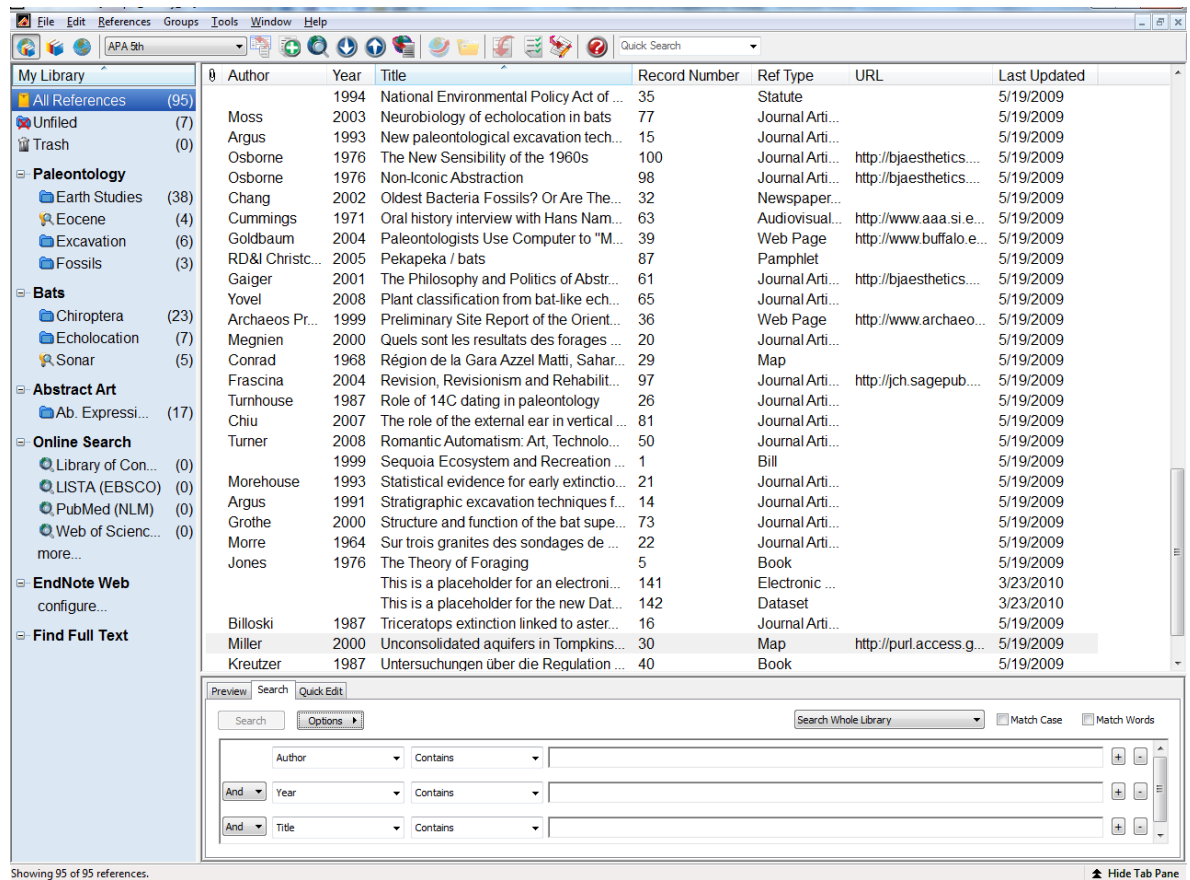 File Edit References Groups Tools Window Help
APA 5th Quick Search
My Library
All References (95)
Unfiled (7)
Trash (0)
Paleontology
Earth Studies (38)
Eocene (4)
Excavation (6)
Fossils (3)
Bats
Chiroptera (23)
Echolocation (7)
Sonar (5)
Abstract Art
Ab. Expressi... (17)
Online Search
Library of Con... (0)
LISTA (EBSCO) (0)
PubMed (NLM) (0)
Web of Scienc... (0)
more...
EndNote Web
configure...
Find Full Text
Author Year Title Record Number Ref Type URL Last Updated
1994 National Environmental Policy Act of ... 35 Statute 5/19/2009
Moss 2003 Neurobiology of echolocation in bats 77 Journal Arti... 5/19/2009
Argus 1993 New paleontological excavation tech... 15 Journal Arti... 5/19/2009
Osborne 1976 The New Sensibility of the 1960s 100 Journal Arti... http://bjaesthetics.... 5/19/2009
Osborne 1976 Non-Iconic Abstraction 98 Journal Arti... http://bjaesthetics.... 5/19/2009
Chang 2002 Oldest Bacteria Fossils? Or Are The... 32 Newspaper... 5/19/2009
Cummings 1971 Oral history interview with Hans Nam... 63 Audiovisual... http://www.aaa.si.e... 5/19/2009
Goldbaum 2004 Paleontologists Use Computer to "M... 39 Web Page http://www.buffalo.e... 5/19/2009
RD&I Christc... 2005 Pekapeka / bats 87 Pamphlet 5/19/2009
Gaiger 2001 The Philosophy and Politics of Abstr... 61 Journal Arti... http://bjaesthetics.... 5/19/2009
Yovel 2008 Plant classification from bat-like ech... 65 Journal Arti... 5/19/2009
Archaeos Pr... 1999 Preliminary Site Report of the Orient... 36 Web Page http://www.archaeo... 5/19/2009
Megnien 2000 Quels sont les resultats des forages ... 20 Journal Arti... 5/19/2009
Conrad 1968 Région de la Gara Azzel Matti, Sahar... 29 Map 5/19/2009
Frascina 2004 Revision, Revisionism and Rehabilit... 97 Journal Arti... http://jch.sagepub.... 5/19/2009
Turnhouse 1987 Role of 14C dating in paleontology 26 Journal Arti... 5/19/2009
Chiu 2007 The role of the external ear in vertical ... 81 Journal Arti... 5/19/2009
Turner 2008 Romantic Automatism: Art, Technolo... 50 Journal Arti... 5/19/2009
1999 Sequoia Ecosystem and Recreation ... 1 Bill 5/19/2009
Morehouse 1993 Statistical evidence for early extinctio... 21 Journal Arti... 5/19/2009
Argus 1991 Stratigraphic excavation techniques f... 14 Journal Arti... 5/19/2009
Grothe 2000 Structure and function of the bat supe... 73 Journal Arti... 5/19/2009
Morre 1964 Sur trois granites des sondages de ... 22 Journal Arti... 5/19/2009
Jones 1976 The Theory of Foraging 5 Book 5/19/2009
This is a placeholder for an electroni... 141 Electronic ... 3/23/2010
This is a placeholder for the new Dat... 142 Dataset 3/23/2010
Billoski 1987 Triceratops extinction linked to aster... 16 Journal Arti... 5/19/2009
Miller 2000 Unconsolidated aquifers in Tompkins... 30 Map http://purl.access.g... 5/19/2009
Kreutzer 1987 Untersuchungen über die Regulation ... 40 Book 5/19/2009
Preview Search Quick Edit
Search Options Search Whole Library Match Case Match Words
Author Contains + -
And Year Contains + -
And Title Contains + -
Showing 95 of 95 references. Hide Tab Pane